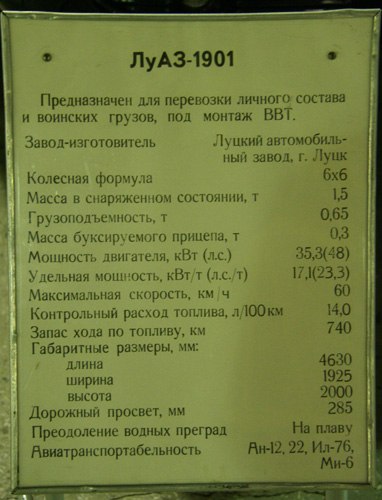 ЛуАЗ-1901
Предназначен для перевозки личного состава
и воинских грузов, под монтаж ВВТ.
Завод-изготовитель Луцкий автомобиль-
ный завод, г. Луцк
Колесная формула 6х6
Масса в снаряженном состоянии, т 1,5
Грузоподъемность, т 0,65
Масса буксируемого прицепа, т 0,3
Мощность двигателя, кВт (л.с.) 35,3(48)
Удельная мощность, кВт/т (л.с./т) 17,1(23,3)
Максимальная скорость, км/ч 60
Контрольный расход топлива, л/100 км 14,0
Запас хода по топливу, км 740
Габаритные размеры, мм:
длина 4630
ширина 1925
высота 2000
Дорожный просвет, мм 285
Преодоление водных преград На плаву
Авиатранспортабельность Ан-12, 22, Ил-76,
Ми-6